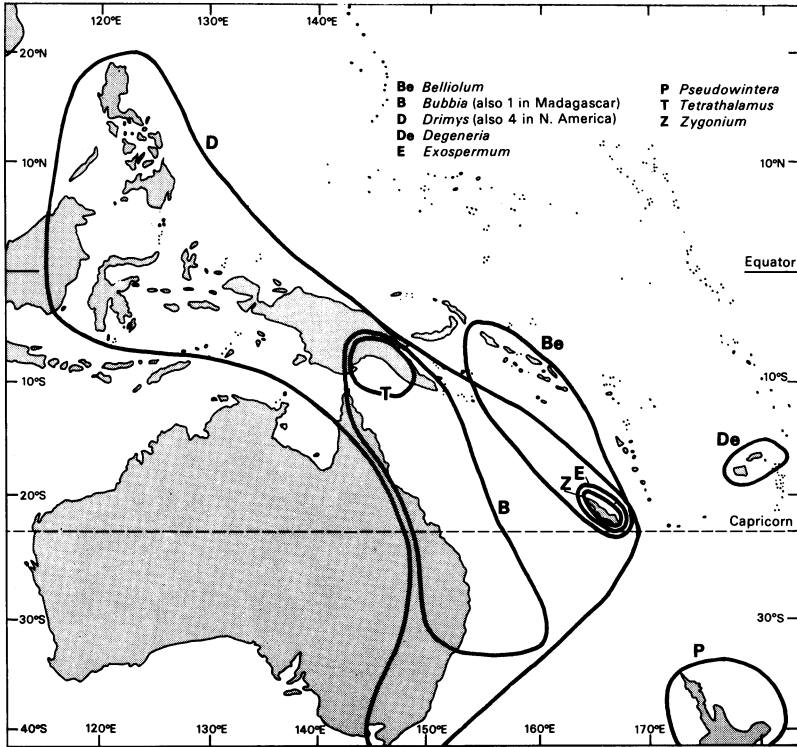 120°E 130°E 140°E
20°N
Be Belliolum
B Bubbia (also 1 in Madagascar)
D Drimys (also 4 in N. America)
De Degeneria
E Exospermum
P Pseudowintera
T Tetrathalamus
Z Zygonium
D
10°N 10°N
Equator
Be
10°S 10°S
T
De
E
Z
20°S 20°S
B
Capricorn
30°S 30°S
P
40°S 40°S
120°E 130°E 140°E 150°E 160°E 170°E